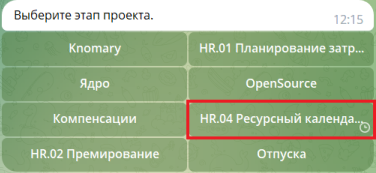 Выберите этап проекта.
12:15
Knomary
HR.01 Планирование затр...
Ядро
OpenSource
Компенсации
HR.04 Ресурсный календа...
HR.02 Премирование
Отпуска